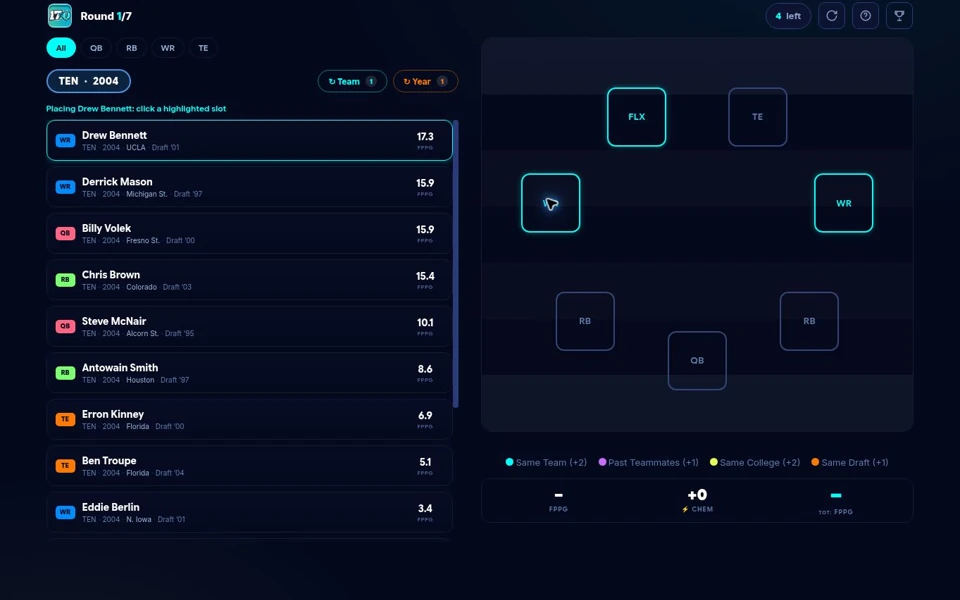 170
Round 1/7
4 left
All
QB
RB
WR
TE
TEN · 2004
↻ Team 1
↻ Year 1
Placing Drew Bennett: click a highlighted slot
WR
Drew Bennett
TEN · 2004 · UCLA · Draft '01
17.3
FPPG
WR
Derrick Mason
TEN · 2004 · Michigan St. · Draft '97
15.9
FPPG
QB
Billy Volek
TEN · 2004 · Fresno St. · Draft '00
15.9
FPPG
RB
Chris Brown
TEN · 2004 · Colorado · Draft '03
15.4
FPPG
QB
Steve McNair
TEN · 2004 · Alcorn St. · Draft '95
10.1
FPPG
RB
Antowain Smith
TEN · 2004 · Houston · Draft '97
8.6
FPPG
TE
Erron Kinney
TEN · 2004 · Florida · Draft '00
6.9
FPPG
TE
Ben Troupe
TEN · 2004 · Florida · Draft '04
5.1
FPPG
WR
Eddie Berlin
TEN · 2004 · N. Iowa · Draft '01
3.4
FPPG
FLX
TE
WR
RB
RB
QB
Same Team (+2)
Past Teammates (+1)
Same College (+2)
Same Draft (+1)
–
FPPG
+0
⚡ CHEM
–
TOT. FPPG